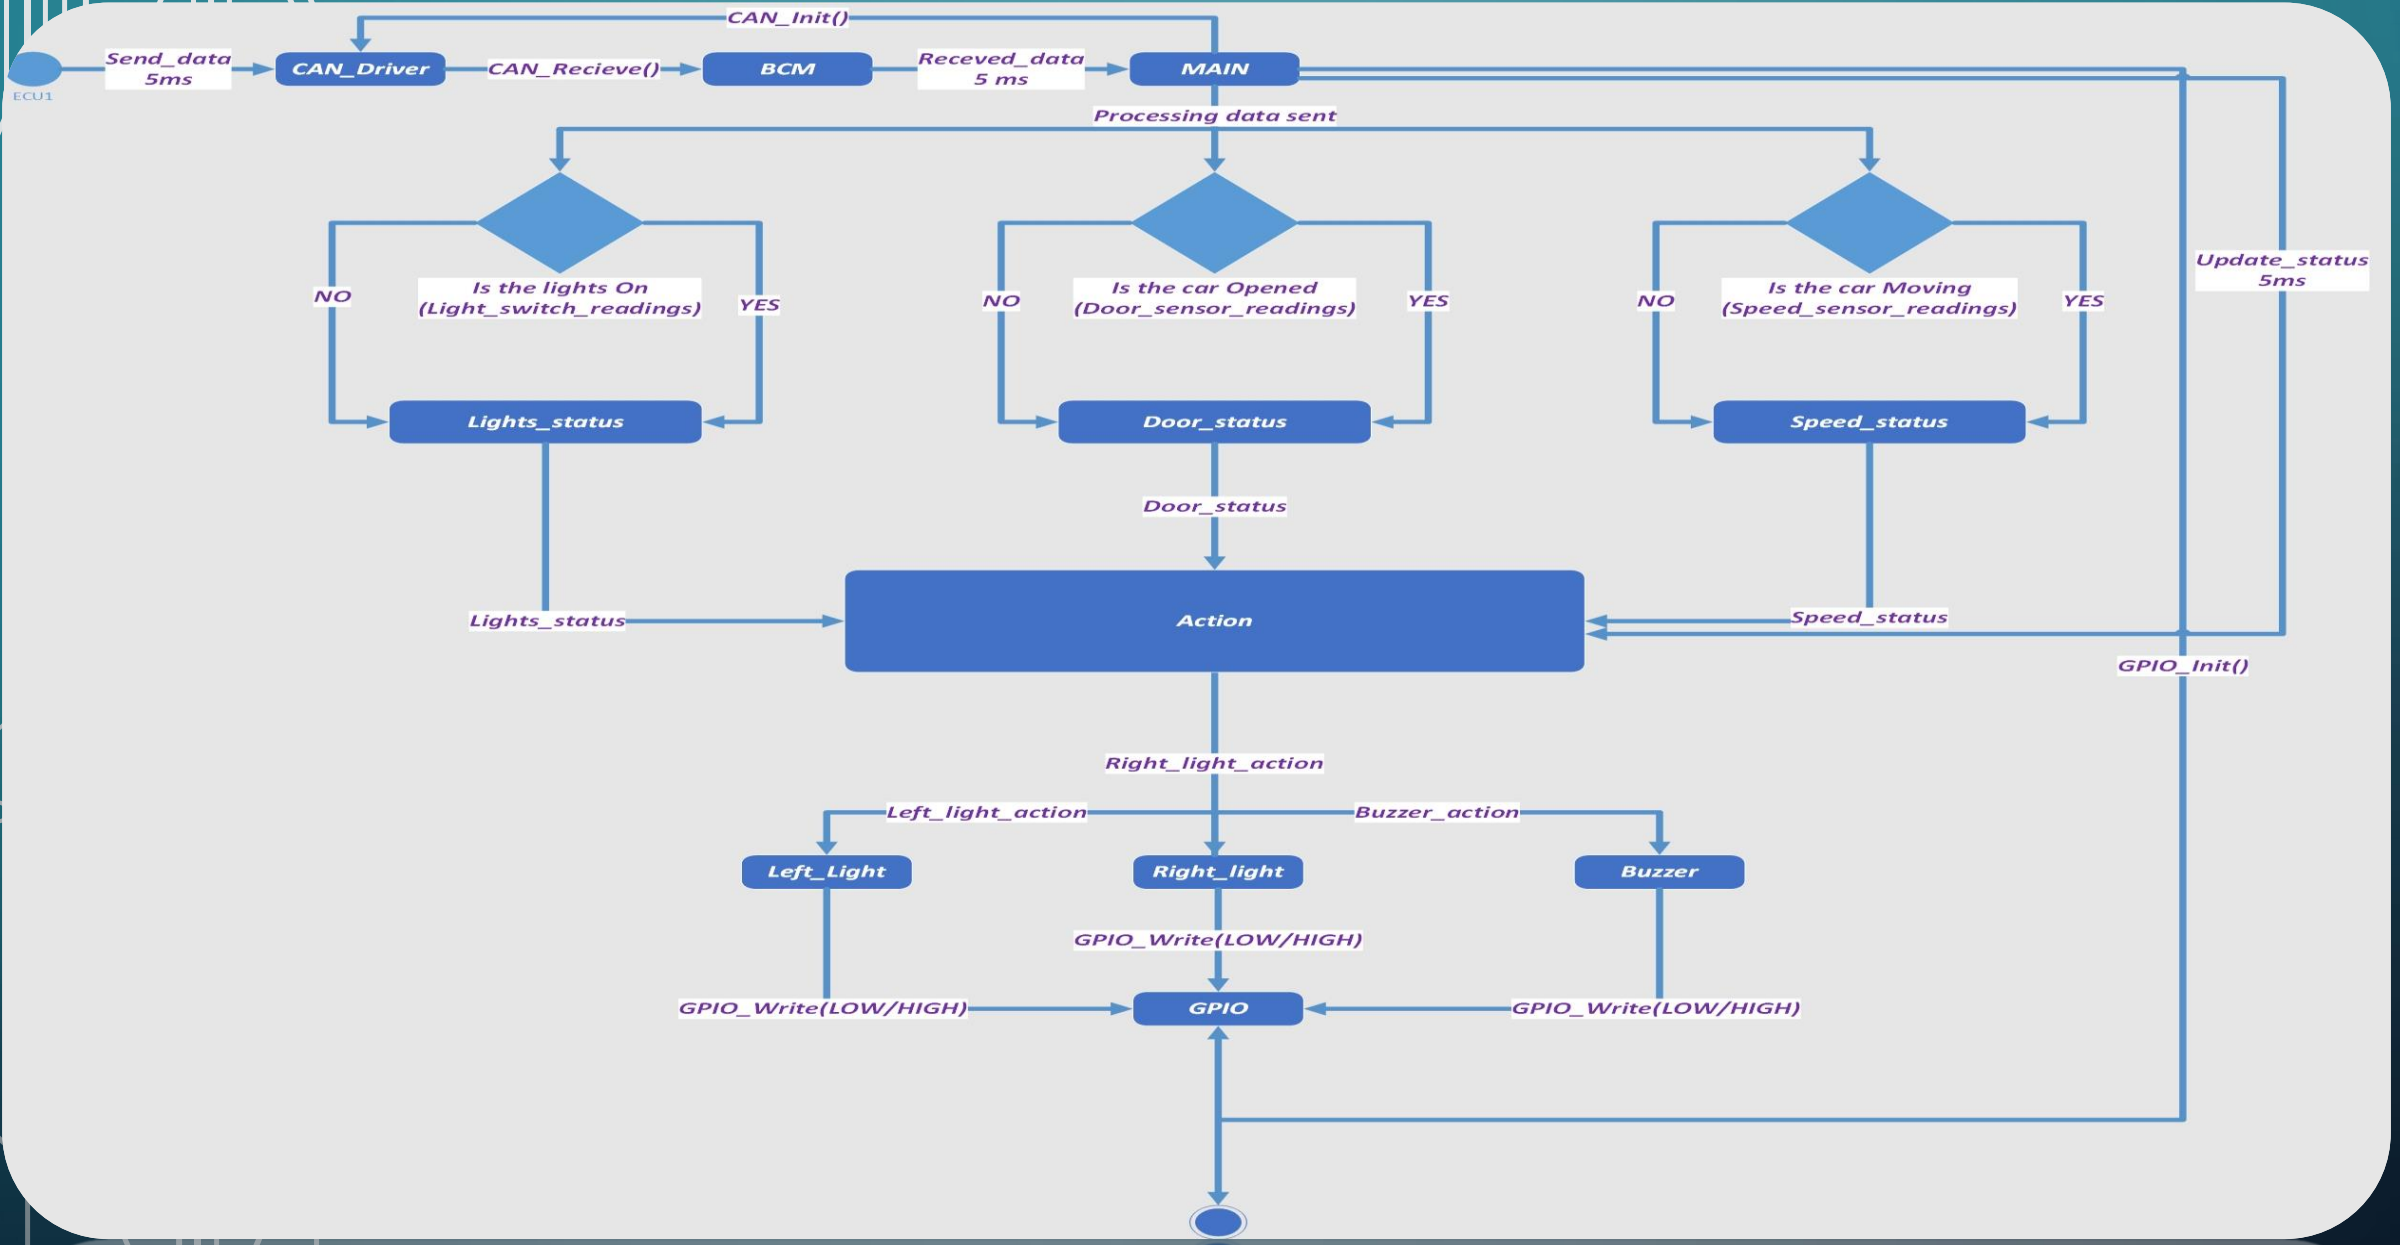 CAN_Init()
Send_data
5ms
CAN_Driver
CAN_Recieve()
BCM
Receved_data
5 ms
MAIN
ECU1
Processing data sent
Is the lights On
(Light_switch_readings)
NO
YES
Is the car Opened
(Door_sensor_readings)
NO
YES
Is the car Moving
(Speed_sensor_readings)
NO
YES
Update_status
5ms
Lights_status
Door_status
Speed_status
Door_status
Lights_status
Action
Speed_status
GPIO_Init()
Right_light_action
Left_light_action
Buzzer_action
Left_Light
Right_light
Buzzer
GPIO_Write(LOW/HIGH)
GPIO_Write(LOW/HIGH)
GPIO
GPIO_Write(LOW/HIGH)